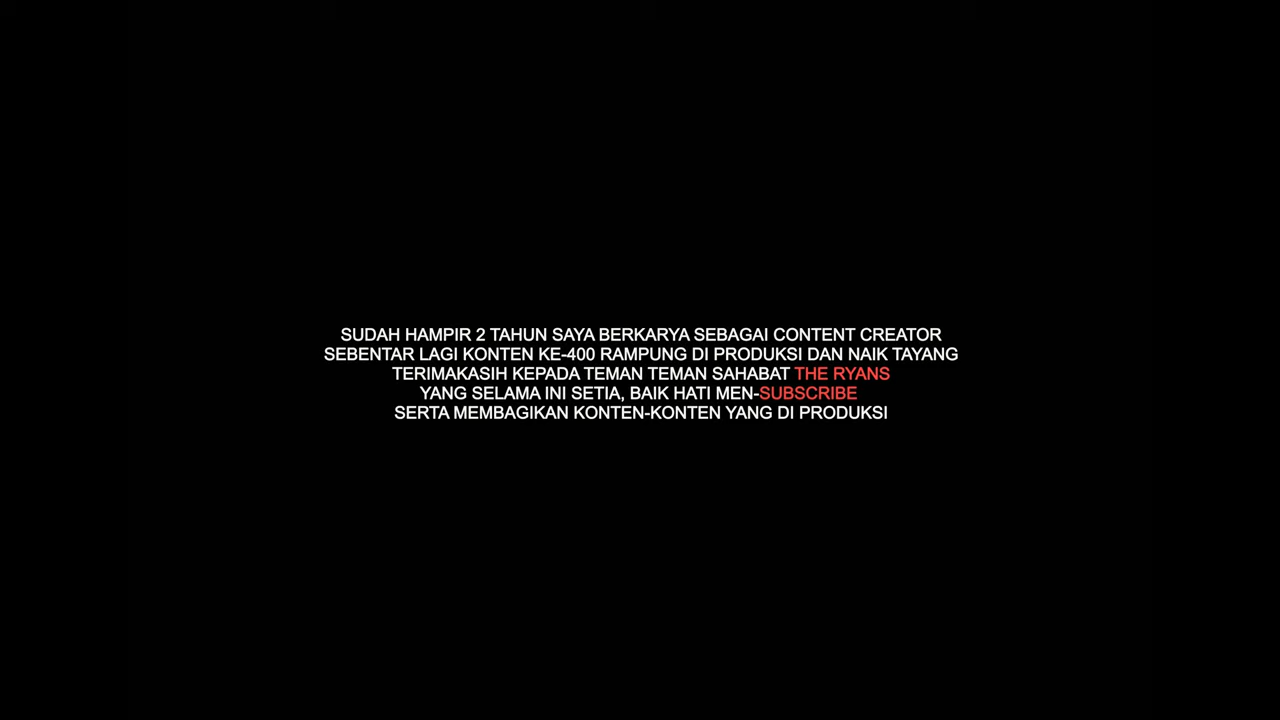 SUDAH HAMPIR 2 TAHUN SAYA BERKARYA SEBAGAI CONTENT CREATOR
SEBENTAR LAGI KONTEN KE-400 RAMPUNG DI PRODUKSI DAN NAIK TAYANG
TERIMAKASIH KEPADA TEMAN TEMAN SAHABAT THE RYANS
YANG SELAMA INI SETIA, BAIK HATI MEN-SUBSCRIBE
SERTA MEMBAGIKAN KONTEN-KONTEN YANG DI PRODUKSI